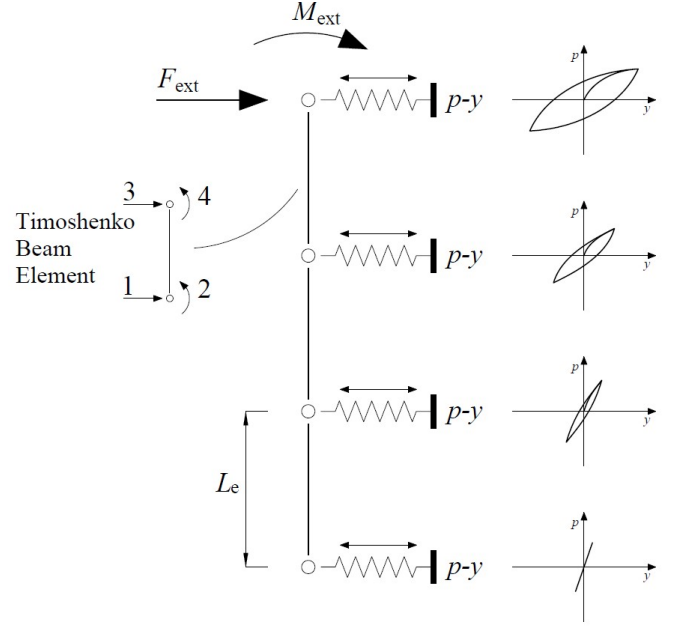 M_ext
F_ext
p-y
p
y
3 4
Timoshenko
Beam
Element
1 2
p-y
p
y
p-y
p
y
L_e
p-y
p
y